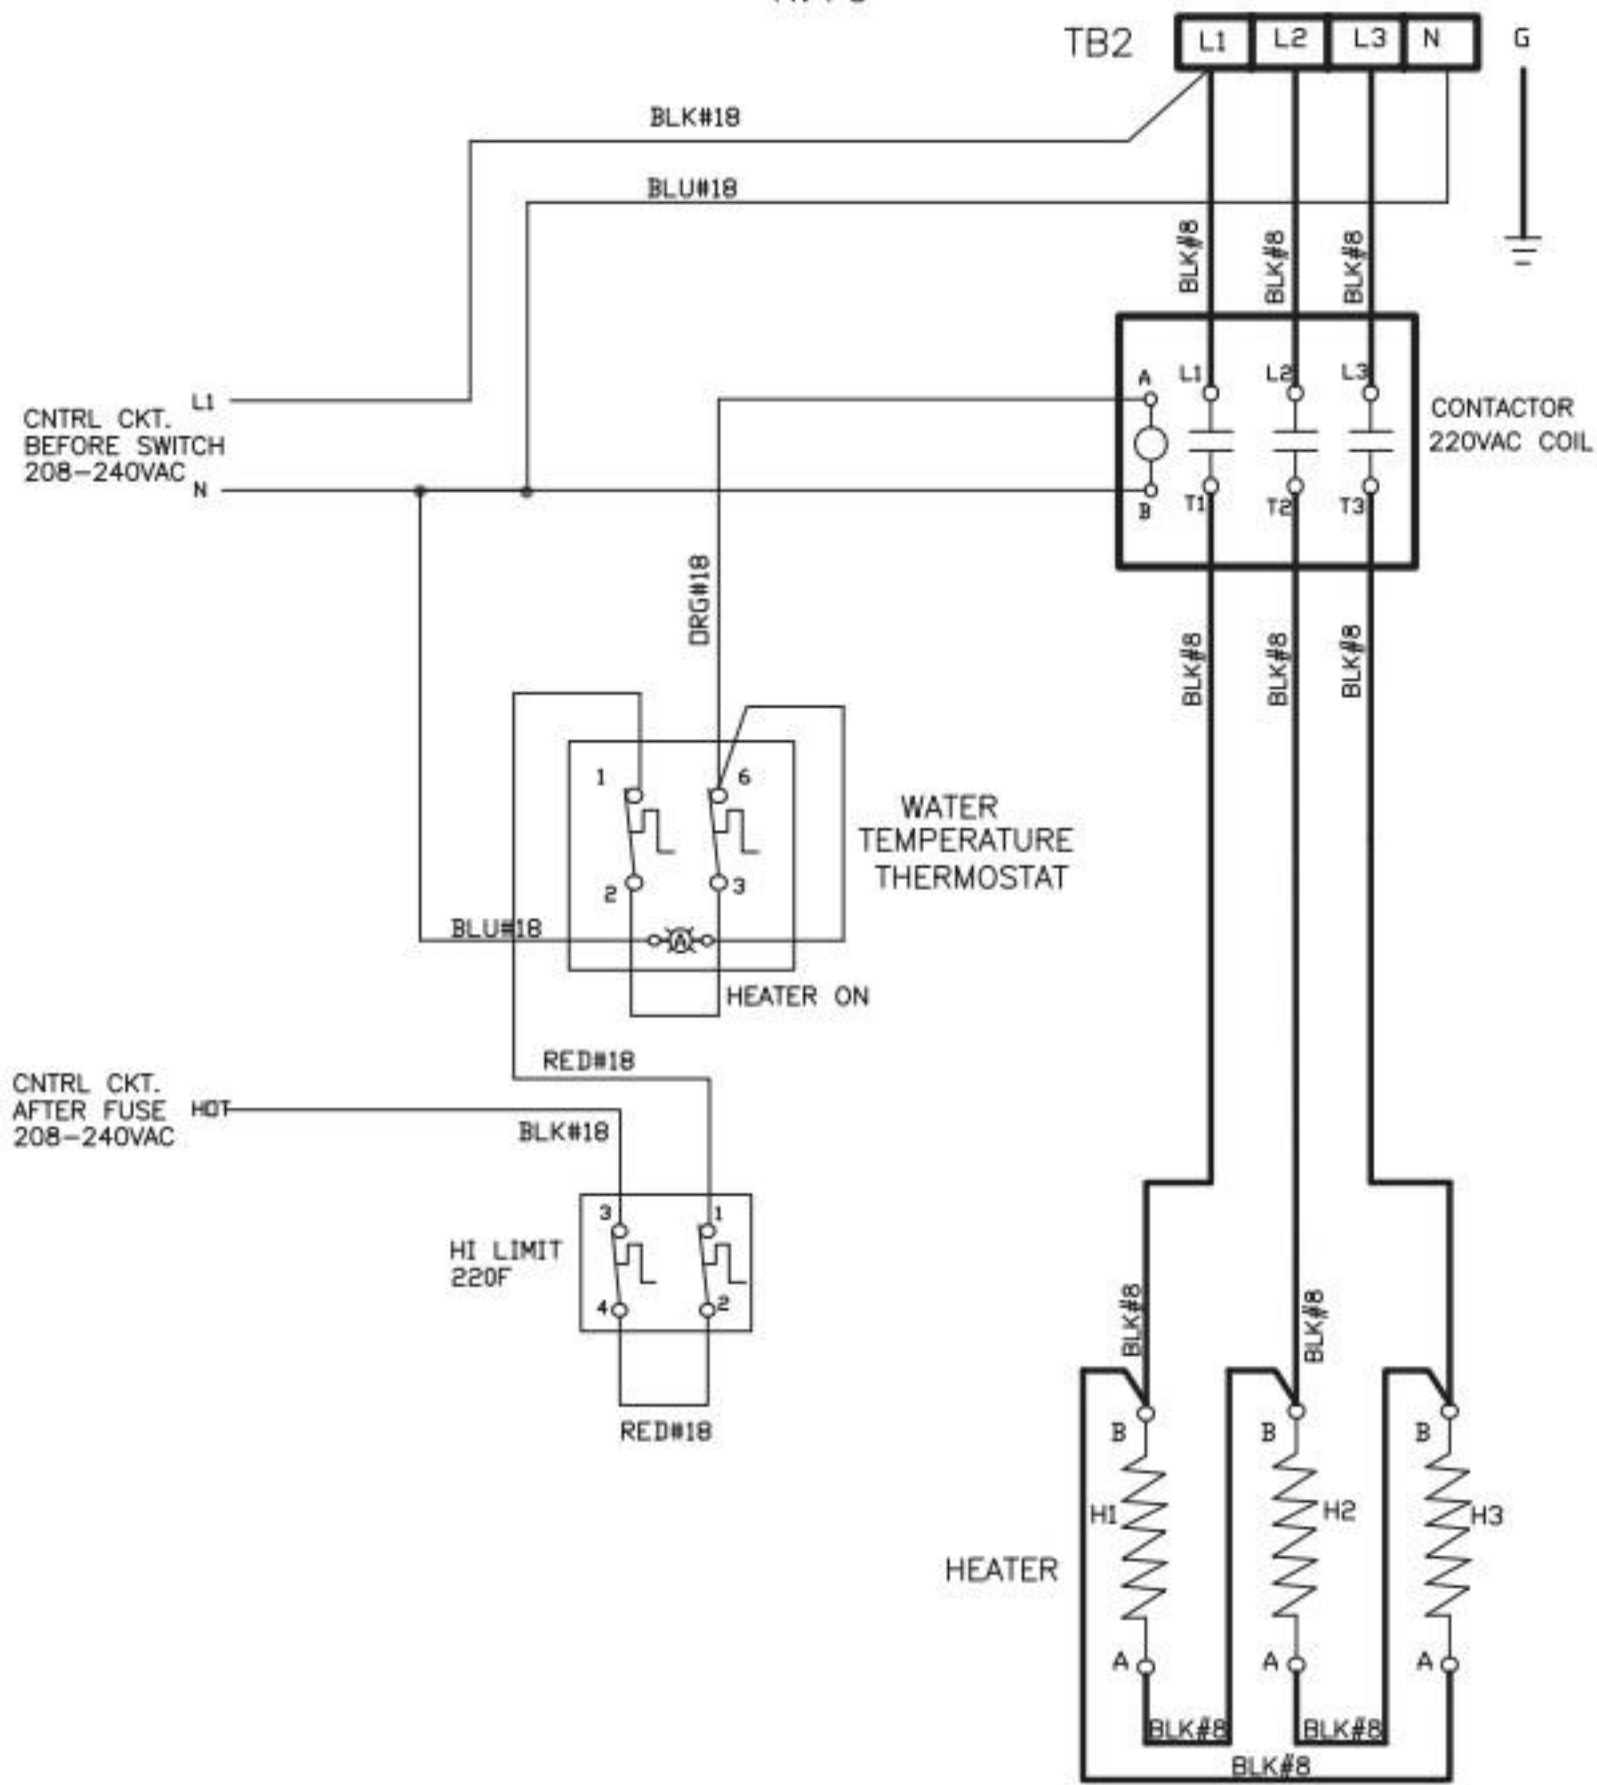 TB2 L1 L2 L3 N G
BLK#18
BLU#18
BLK#8 BLK#8 BLK#8
L1
CNTRL CKT.
BEFORE SWITCH
208-240VAC
N
A L1 L2 L3
CONTACTOR
220VAC COIL
B T1 T2 T3
ORG#18
BLK#8 BLK#8 BLK#8
1 6
WATER
TEMPERATURE
THERMOSTAT
2 3
BLU#18
A
HEATER ON
RED#18
CNTRL CKT.
AFTER FUSE HOT
208-240VAC
BLK#18
3 1
HI LIMIT
220F
4 2
RED#18
BLK#8 BLK#8
B B B
H1 H2 H3
HEATER
A A A
BLK#8 BLK#8
BLK#8